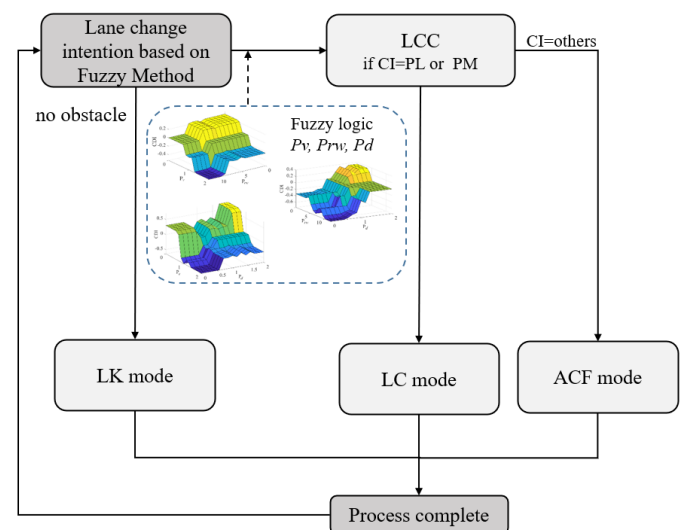 Lane change
intention based on
Fuzzy Method
LCC
if CI=PL or PM
CI=others
no obstacle
Fuzzy logic
Pv, Prw, Pd
LK mode
LC mode
ACF mode
Process complete